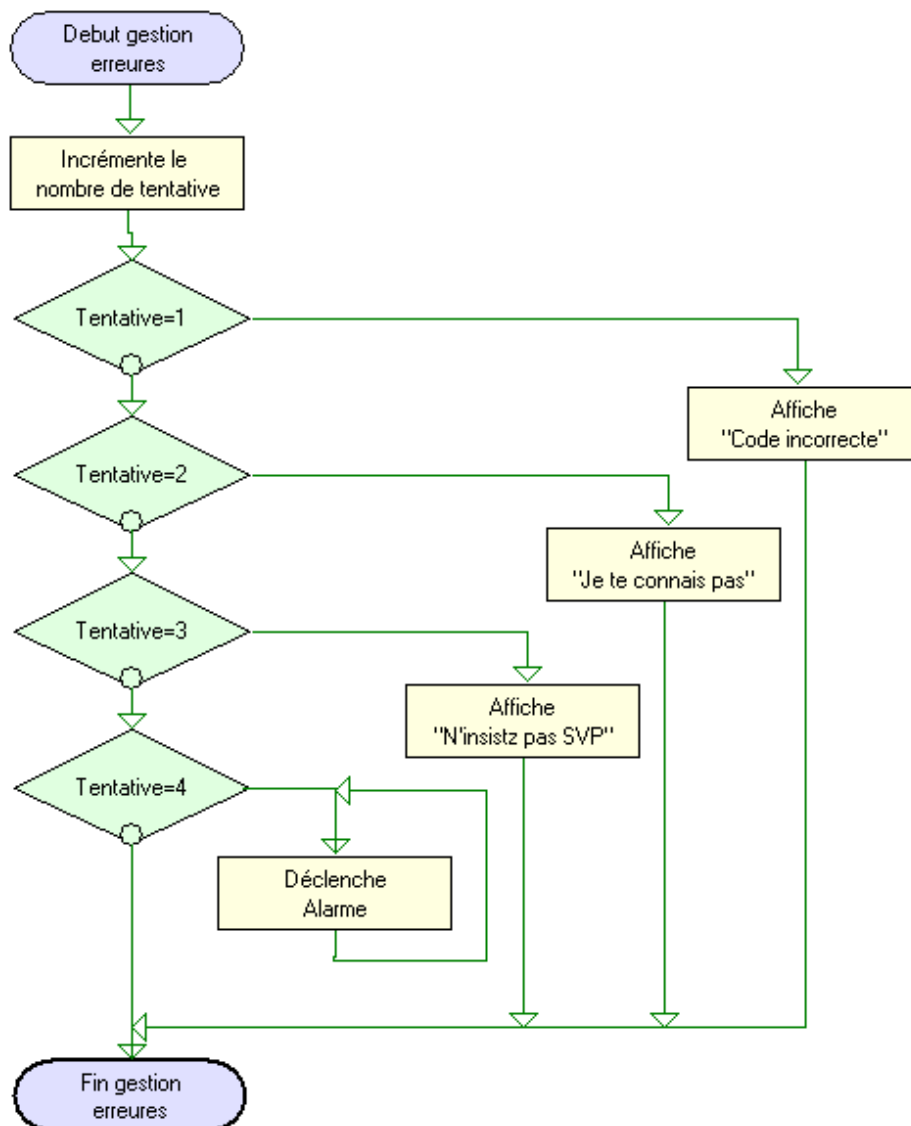 Debut gestion
erreures
Incrémente le
nombre de tentative
Tentative=1
Affiche
"Code incorrecte"
Tentative=2
Affiche
"Je te connais pas"
Tentative=3
Affiche
"N'insistz pas SVP"
Tentative=4
Déclenche
Alarme
Fin gestion
erreures